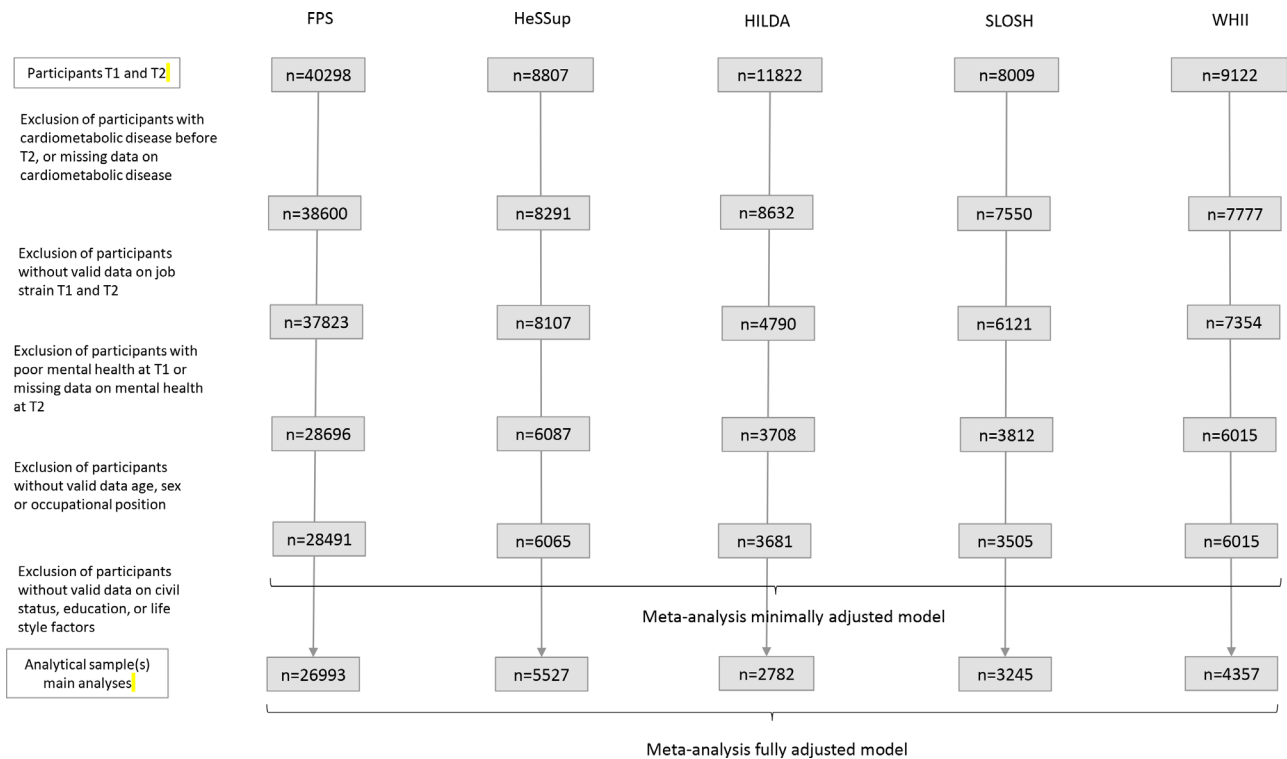 FPS HeSSup HILDA SLOSH WHII
Participants T1 and T2
n=40298 n=8807 n=11822 n=8009 n=9122
Exclusion of participants with
cardiometabolic disease before
T2, or missing data on
cardiometabolic disease
n=38600 n=8291 n=8632 n=7550 n=7777
Exclusion of participants
without valid data on job
strain T1 and T2
n=37823 n=8107 n=4790 n=6121 n=7354
Exclusion of participants with
poor mental health at T1 or
missing data on mental health
at T2
n=28696 n=6087 n=3708 n=3812 n=6015
Exclusion of participants
without valid data age, sex
or occupational position
n=28491 n=6065 n=3681 n=3505 n=6015
Exclusion of participants
without valid data on civil
status, education, or life
style factors
Meta-analysis minimally adjusted model
Analytical sample(s)
main analyses
n=26993 n=5527 n=2782 n=3245 n=4357
Meta-analysis fully adjusted model